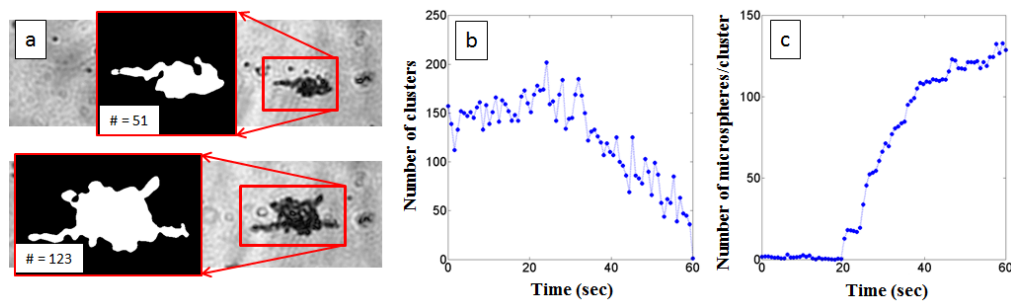 a
# = 51
# = 123
b
Number of clusters
250
200
150
100
50
0
0 20 40 60
Time (sec)
c
Number of microspheres/cluster
150
100
50
0
0 20 40 60
Time (sec)